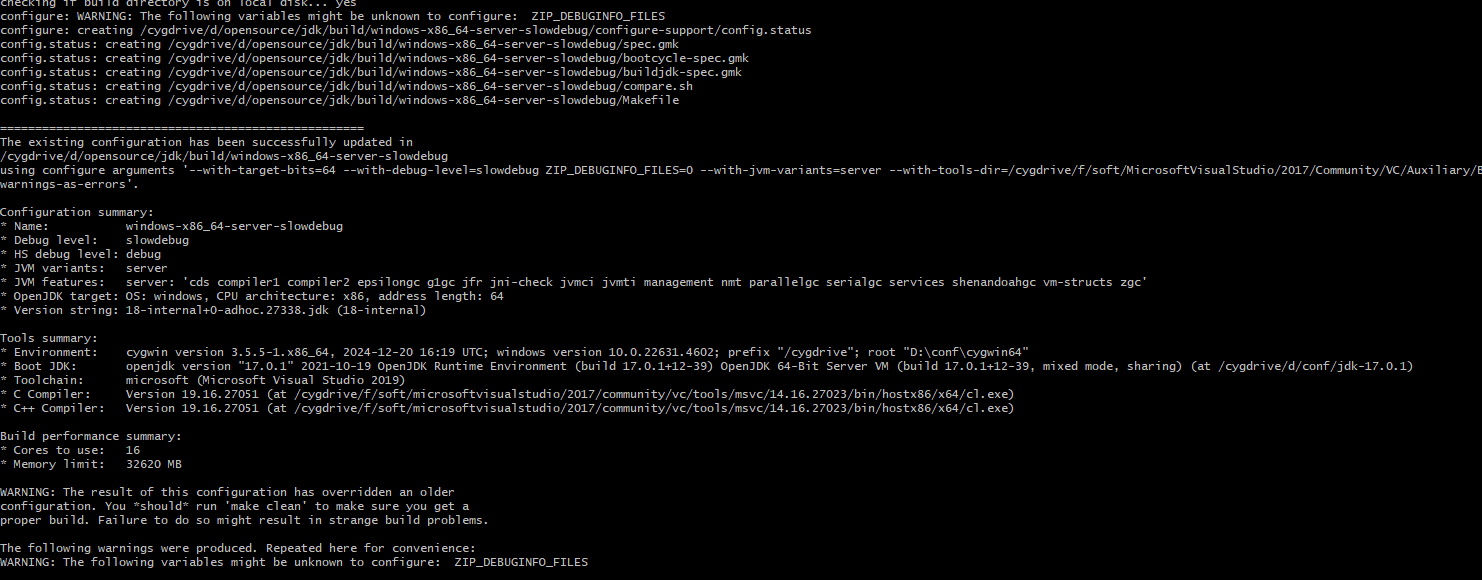 checking if build directory is on local disk... yes
configure: WARNING: The following variables might be unknown to configure:  ZIP_DEBUGINFO_FILES
configure: creating /cygdrive/d/opensource/jdk/build/windows-x86_64-server-slowdebug/configure-support/config.status
config.status: creating /cygdrive/d/opensource/jdk/build/windows-x86_64-server-slowdebug/spec.gmk
config.status: creating /cygdrive/d/opensource/jdk/build/windows-x86_64-server-slowdebug/bootcycle-spec.gmk
config.status: creating /cygdrive/d/opensource/jdk/build/windows-x86_64-server-slowdebug/buildjdk-spec.gmk
config.status: creating /cygdrive/d/opensource/jdk/build/windows-x86_64-server-slowdebug/compare.sh
config.status: creating /cygdrive/d/opensource/jdk/build/windows-x86_64-server-slowdebug/Makefile
====================================================
The existing configuration has been successfully updated in
/cygdrive/d/opensource/jdk/build/windows-x86_64-server-slowdebug
using configure arguments '--with-target-bits=64 --with-debug-level=slowdebug ZIP_DEBUGINFO_FILES=0 --with-jvm-variants=server --with-tools-dir=/cygdrive/f/soft/MicrosoftVisualStudio/2017/Community/VC/Auxiliary/B
warnings-as-errors'.
Configuration summary:
* Name:           windows-x86_64-server-slowdebug
* Debug level:    slowdebug
* HS debug level: debug
* JVM variants:   server
* JVM features:   server: 'cds compiler1 compiler2 epsilongc g1gc jfr jni-check jvmci jvmti management nmt parallelgc serialgc services shenandoahgc vm-structs zgc'
* OpenJDK target: OS: windows, CPU architecture: x86, address length: 64
* Version string: 18-internal+0-adhoc.27338.jdk (18-internal)
Tools summary:
* Environment:    cygwin version 3.5.5-1.x86_64, 2024-12-20 16:19 UTC; windows version 10.0.22631.4602; prefix "/cygdrive"; root "D:\conf\cygwin64"
* Boot JDK:       openjdk version "17.0.1" 2021-10-19 OpenJDK Runtime Environment (build 17.0.1+12-39) OpenJDK 64-Bit Server VM (build 17.0.1+12-39, mixed mode, sharing) (at /cygdrive/d/conf/jdk-17.0.1)
* Toolchain:      microsoft (Microsoft Visual Studio 2019)
* C Compiler:     Version 19.16.27051 (at /cygdrive/f/soft/microsoftvisualstudio/2017/community/vc/tools/msvc/14.16.27023/bin/hostx86/x64/cl.exe)
* C++ Compiler:   Version 19.16.27051 (at /cygdrive/f/soft/microsoftvisualstudio/2017/community/vc/tools/msvc/14.16.27023/bin/hostx86/x64/cl.exe)
Build performance summary:
* Cores to use:   16
* Memory limit:   32620 MB
WARNING: The result of this configuration has overridden an older
configuration. You *should* run 'make clean' to make sure you get a
proper build. Failure to do so might result in strange build problems.
The following warnings were produced. Repeated here for convenience:
WARNING: The following variables might be unknown to configure:  ZIP_DEBUGINFO_FILES